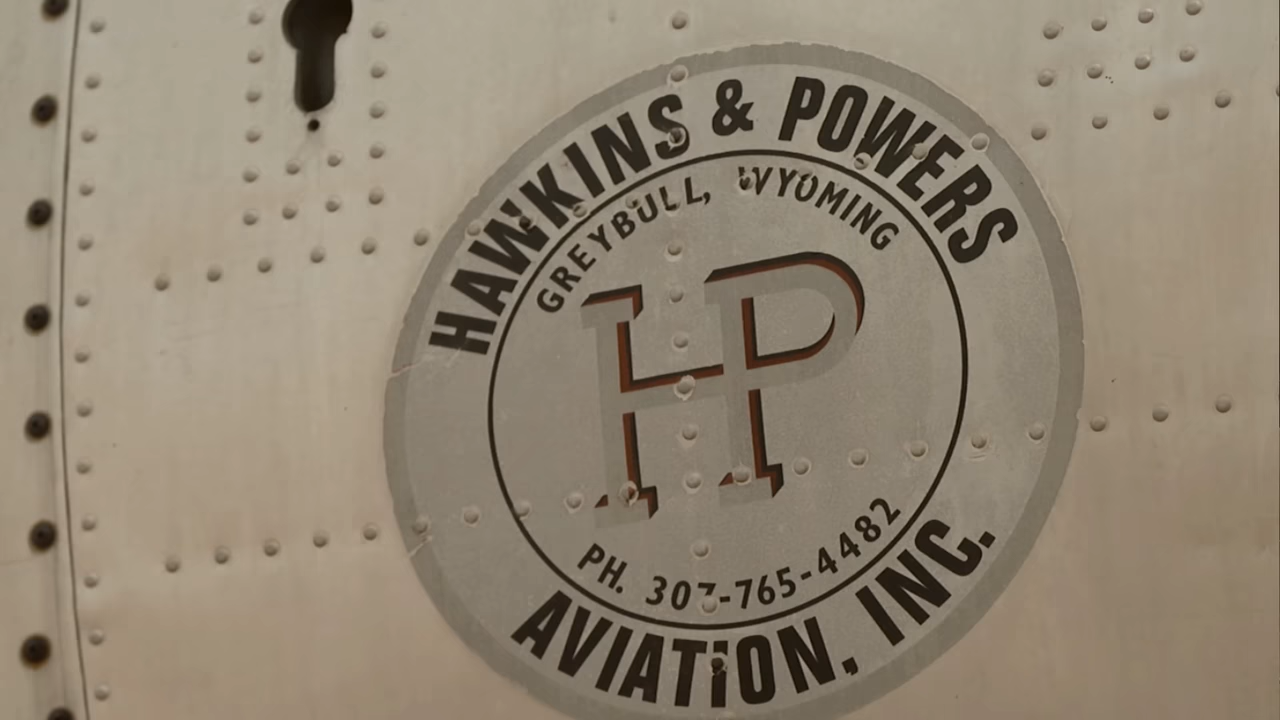 HAWKINS & POWERS
GREYBULL, WYOMING
HP
PH. 307-765-4482
AVIATION, INC.